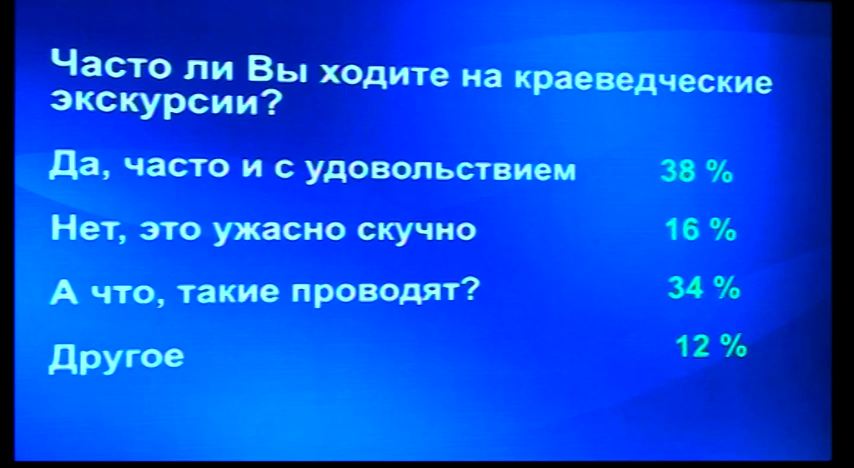 Часто ли Вы ходите на краеведческие
экскурсии?
Да, часто и с удовольствием 38 %
Нет, это ужасно скучно 16 %
А что, такие проводят? 34 %
Другое 12 %